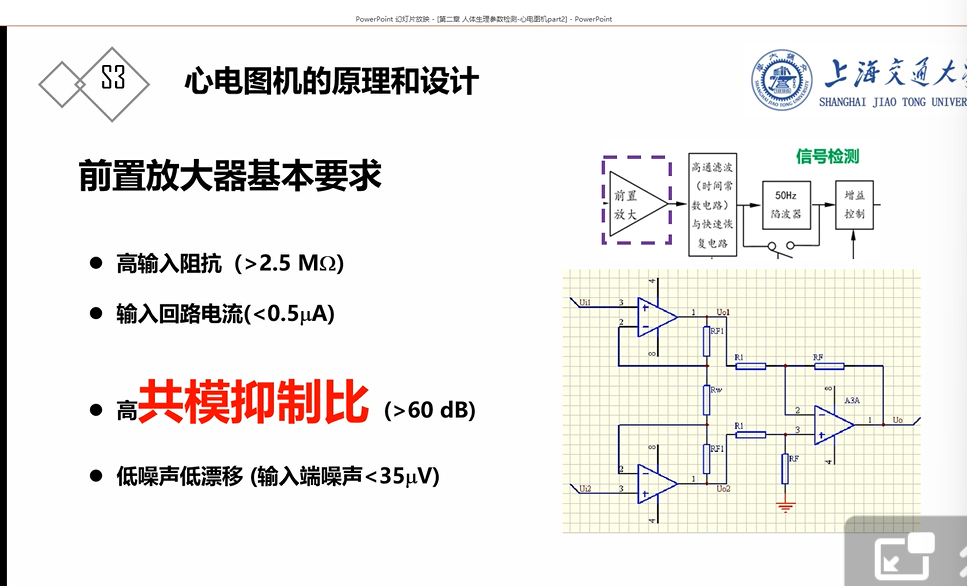 PowerPoint 幻灯片放映 - [第二章 人体生理参数检测-心电图机part2] - PowerPoint
S3
心电图机的原理和设计
上海交通大
SHANGHAI JIAO TONG UNIVER
前置放大器基本要求
信号检测
前置
放大
高通滤波
(时间常
数电路)
与快速恢
复电路
50Hz
陷波器
增益
控制
● 高输入阻抗（>2.5 MΩ)
● 输入回路电流(<0.5μA)
● 高共模抑制比 (>60 dB)
● 低噪声低漂移 (输入端噪声<35μV)
Ui1
3
2
4
8
1
Uo1
RF1
R1
RF
Rw
8
A3A
2
3
1
Uo
4
R1
RF1
RF
8
2
3
1
Uo2
Ui2
4